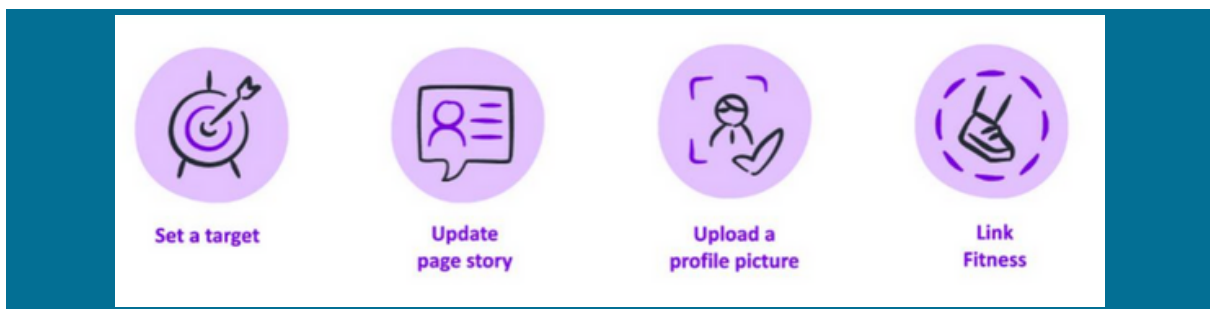 Set a target
Update
page story
Upload a
profile picture
Link
Fitness